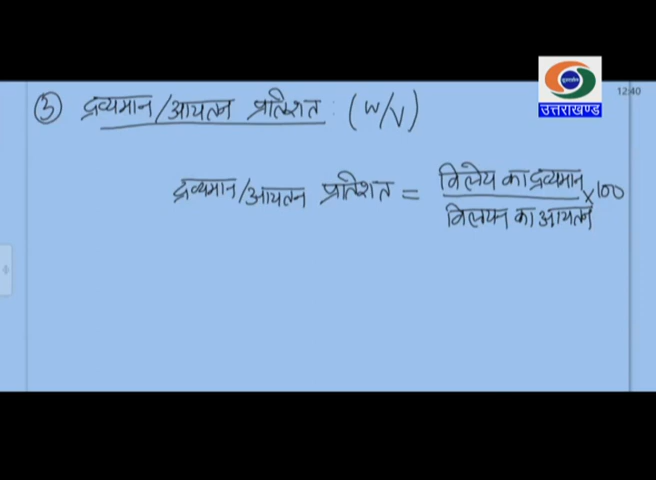 उत्तराखण्ड
12:40
③ द्रव्यमान/आयतन प्रतिशत : (W/V)
द्रव्यमान/आयतन प्रतिशत = विलेय का द्रव्यमान × 100
विलयन का आयतन